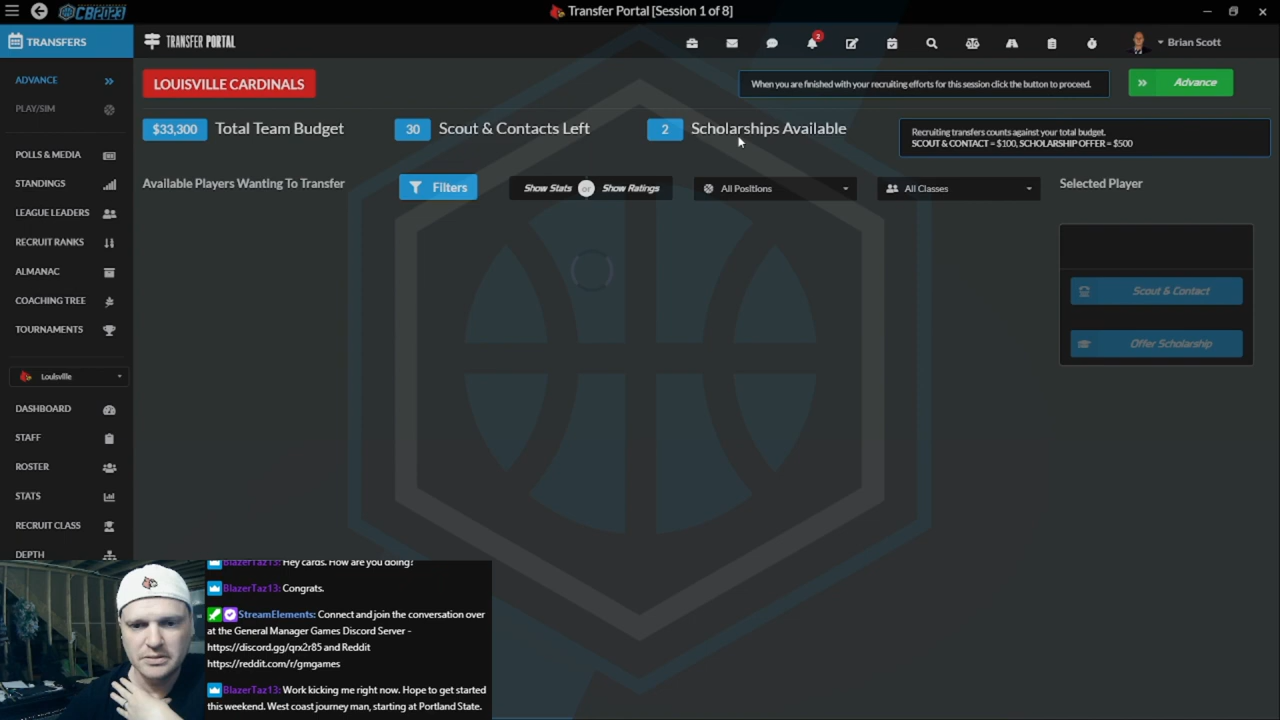 CB2023
Transfer Portal [Session 1 of 8]
TRANSFERS
TRANSFER PORTAL
2
Brian Scott
ADVANCE
LOUISVILLE CARDINALS
When you are finished with your recruiting efforts for this session click the button to proceed.
Advance
PLAY/SIM
$33,300 Total Team Budget
30 Scout & Contacts Left
2 Scholarships Available
Recruiting transfers counts against your total budget.
SCOUT & CONTACT = $100, SCHOLARSHIP OFFER = $500
POLLS & MEDIA
STANDINGS
LEAGUE LEADERS
RECRUIT RANKS
ALMANAC
COACHING TREE
TOURNAMENTS
Louisville
DASHBOARD
STAFF
ROSTER
STATS
RECRUIT CLASS
DEPTH
Available Players Wanting To Transfer
Filters
Show Stats or Show Ratings
All Positions
All Classes
Selected Player
Scout & Contact
Offer Scholarship
BlazerTaz13: Hey cards. How are you doing?
BlazerTaz13: Congrats.
StreamElements: Connect and join the conversation over
at the General Manager Games Discord Server -
https://discord.gg/qrx2r85 and Reddit
https://reddit.com/r/gmgames
BlazerTaz13: Work kicking me right now. Hope to get started
this weekend. West coast journey man, starting at Portland State.